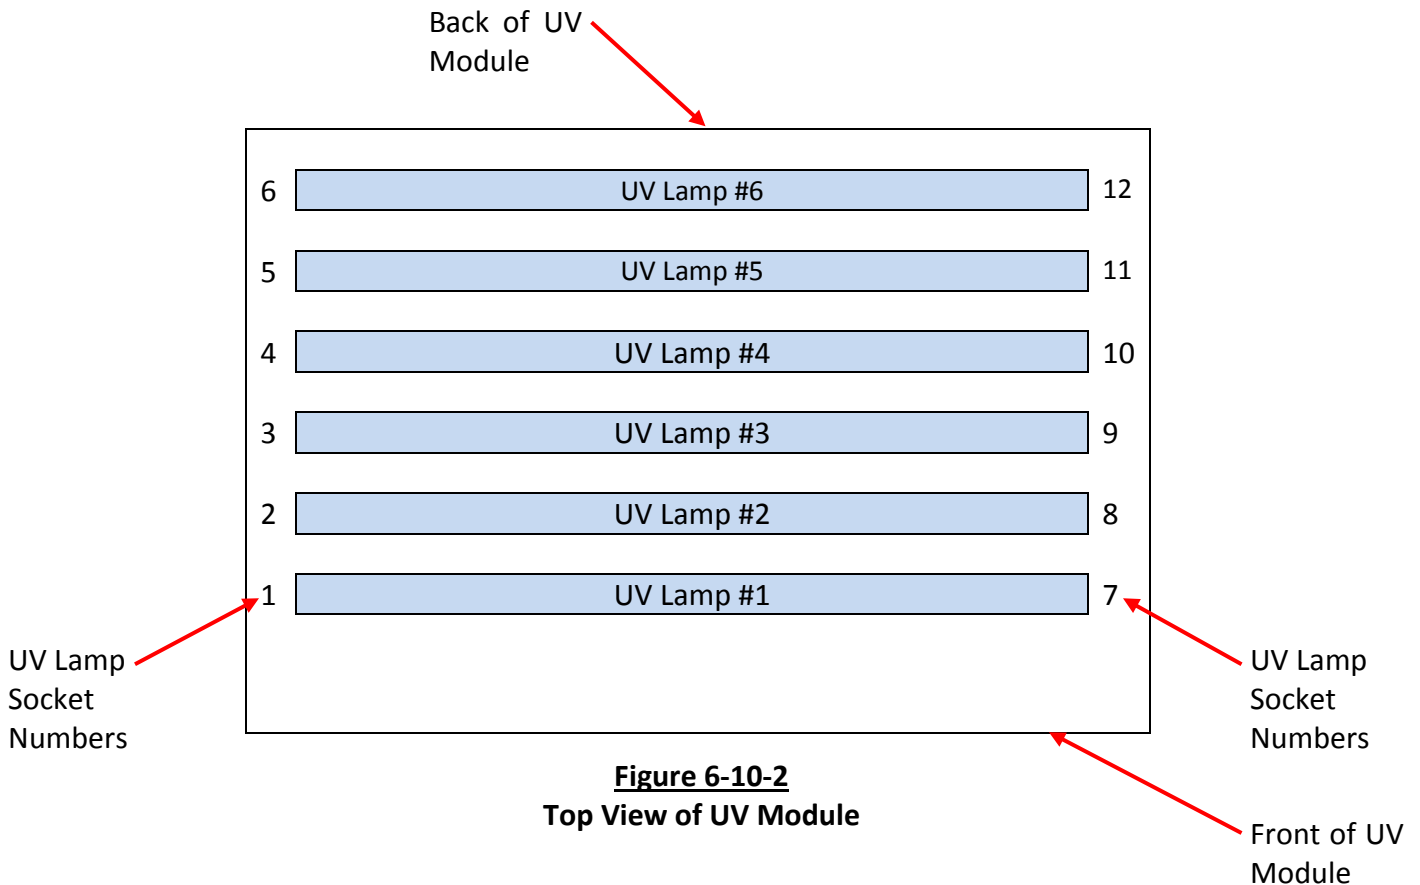 Back of UV
Module
6 UV Lamp #6 12
5 UV Lamp #5 11
4 UV Lamp #4 10
3 UV Lamp #3 9
2 UV Lamp #2 8
1 UV Lamp #1 7
UV Lamp
Socket
Numbers
UV Lamp
Socket
Numbers
Figure 6-10-2
Top View of UV Module
Front of UV
Module